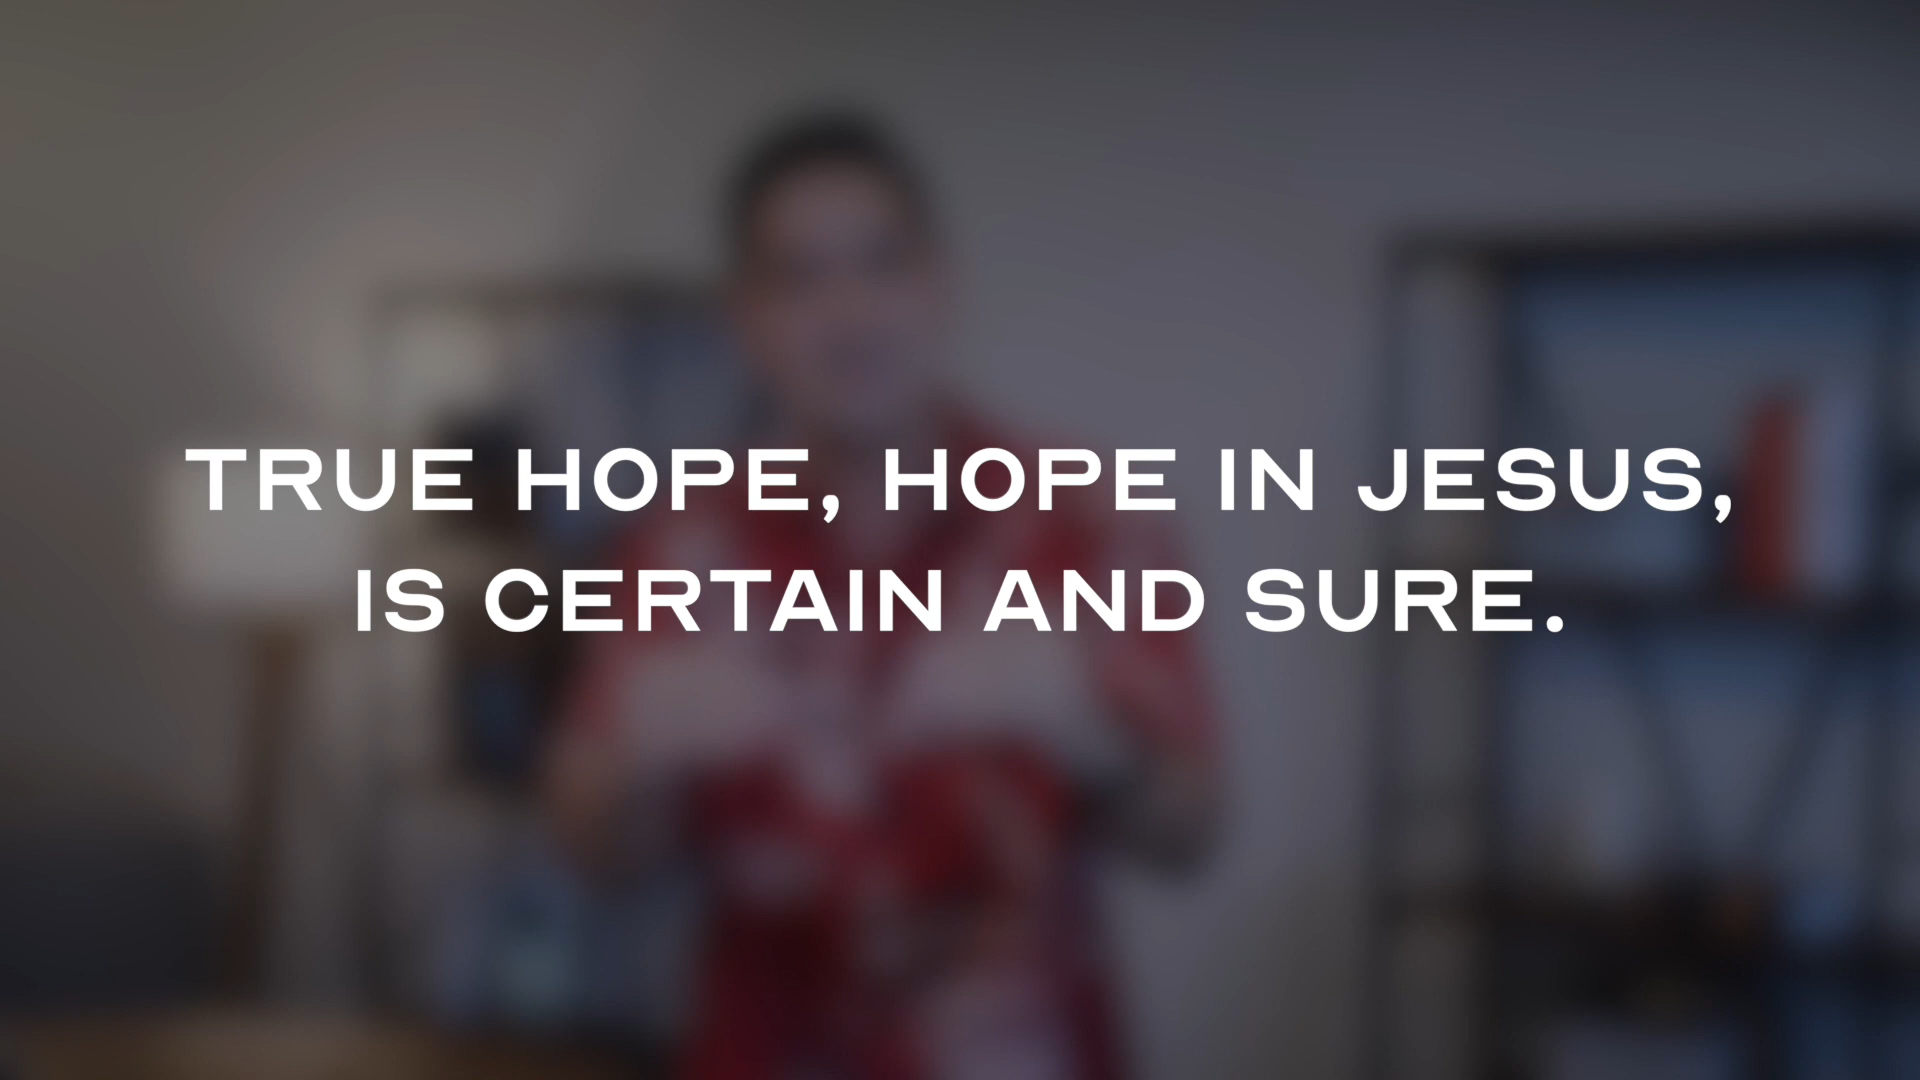 TRUE HOPE, HOPE IN JESUS,
IS CERTAIN AND SURE.